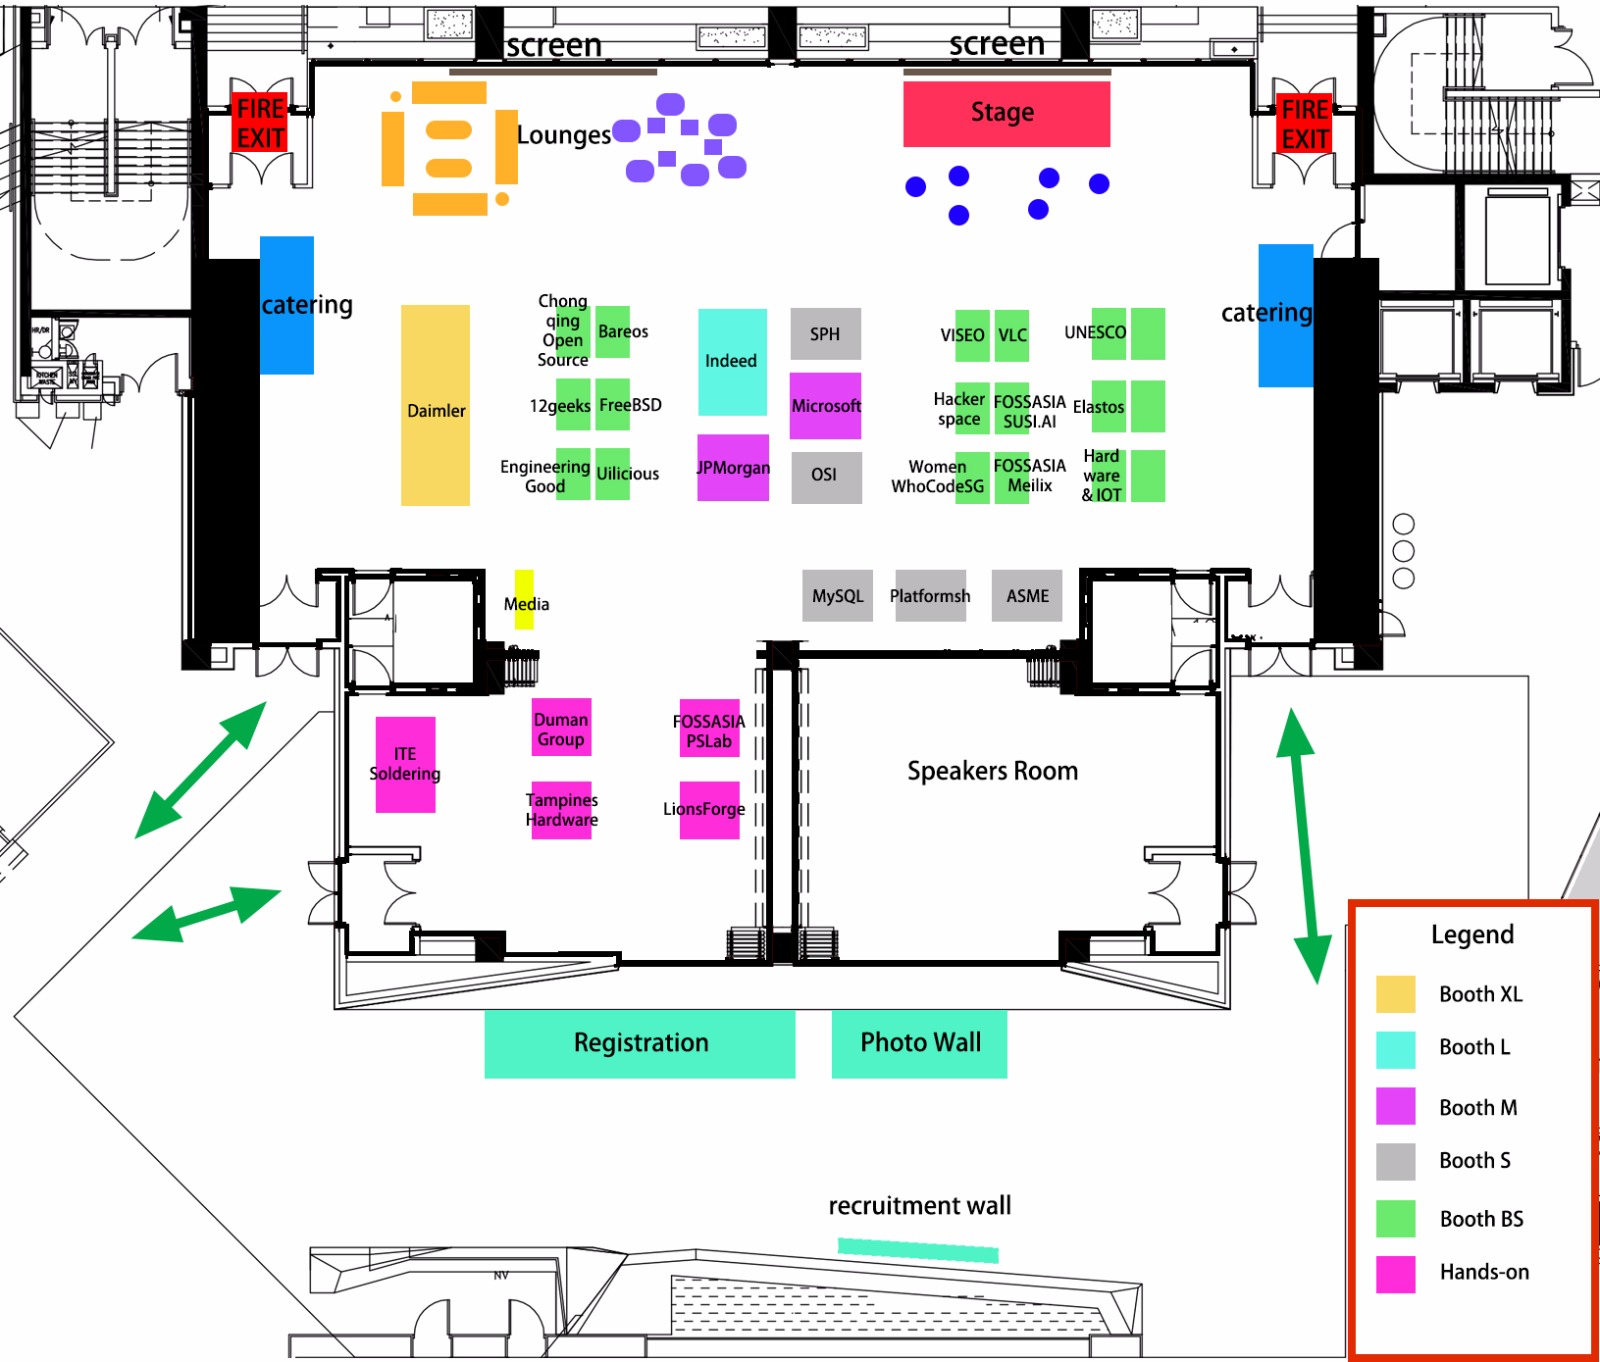 screen
screen
FIRE
EXIT
Lounges
Stage
FIRE
EXIT
catering
catering
Chong
qing
Open
Source
Bareos
Indeed
SPH
VISEO
VLC
UNESCO
Daimler
12geeks
FreeBSD
Microsoft
Hacker
space
FOSSASIA
SUSI.AI
Elastos
Engineering
Good
Uilicious
JPMorgan
OSI
Women
WhoCodeSG
FOSSASIA
Meilix
Hard
ware
& IOT
Media
MySQL
Platformsh
ASME
ITE
Soldering
Duman
Group
FOSSASIA
PSLab
Tampines
Hardware
LionsForge
Speakers Room
Registration
Photo Wall
recruitment wall
NV
Legend
Booth XL
Booth L
Booth M
Booth S
Booth BS
Hands-on